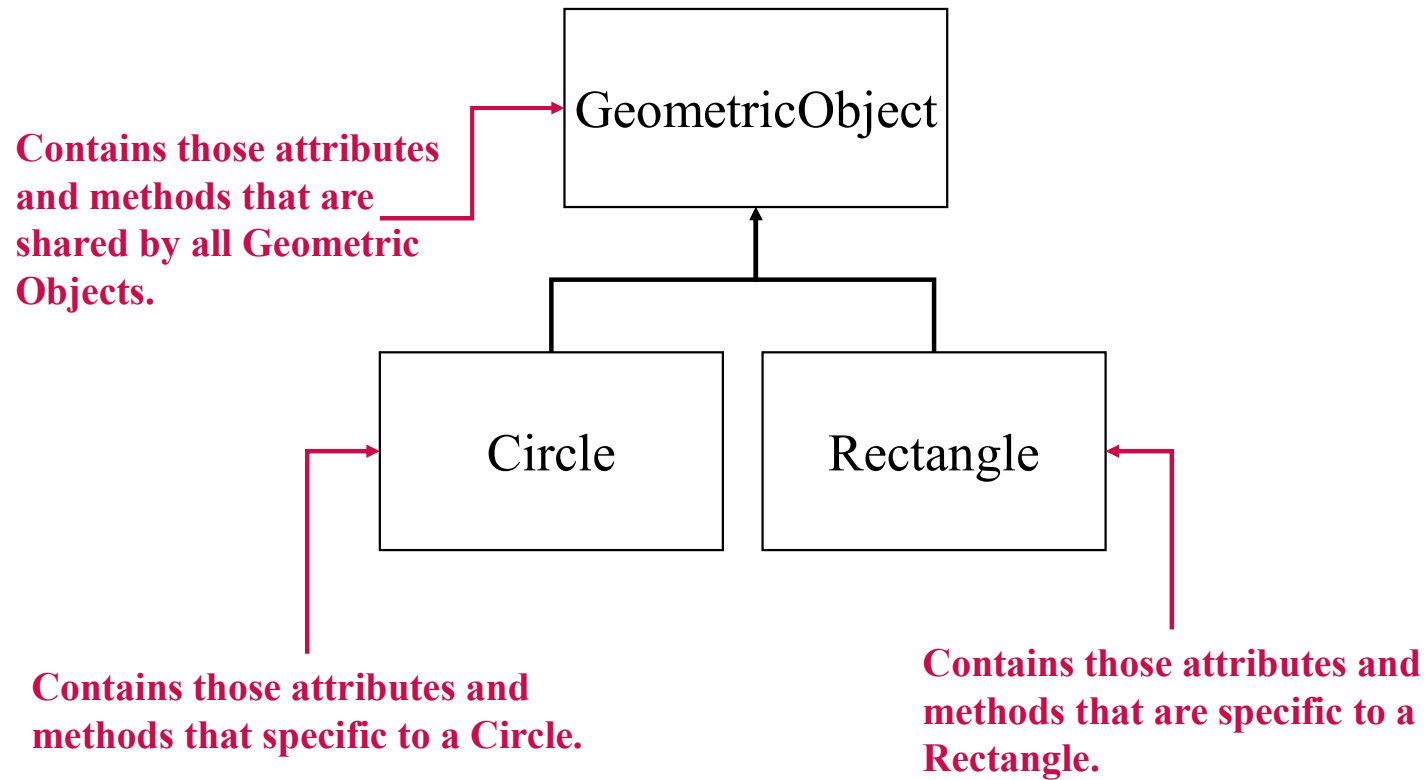 GeometricObject
Contains those attributes
and methods that are
shared by all Geometric
Objects.
Circle
Rectangle
Contains those attributes and
methods that specific to a Circle.
Contains those attributes and
methods that are specific to a
Rectangle.